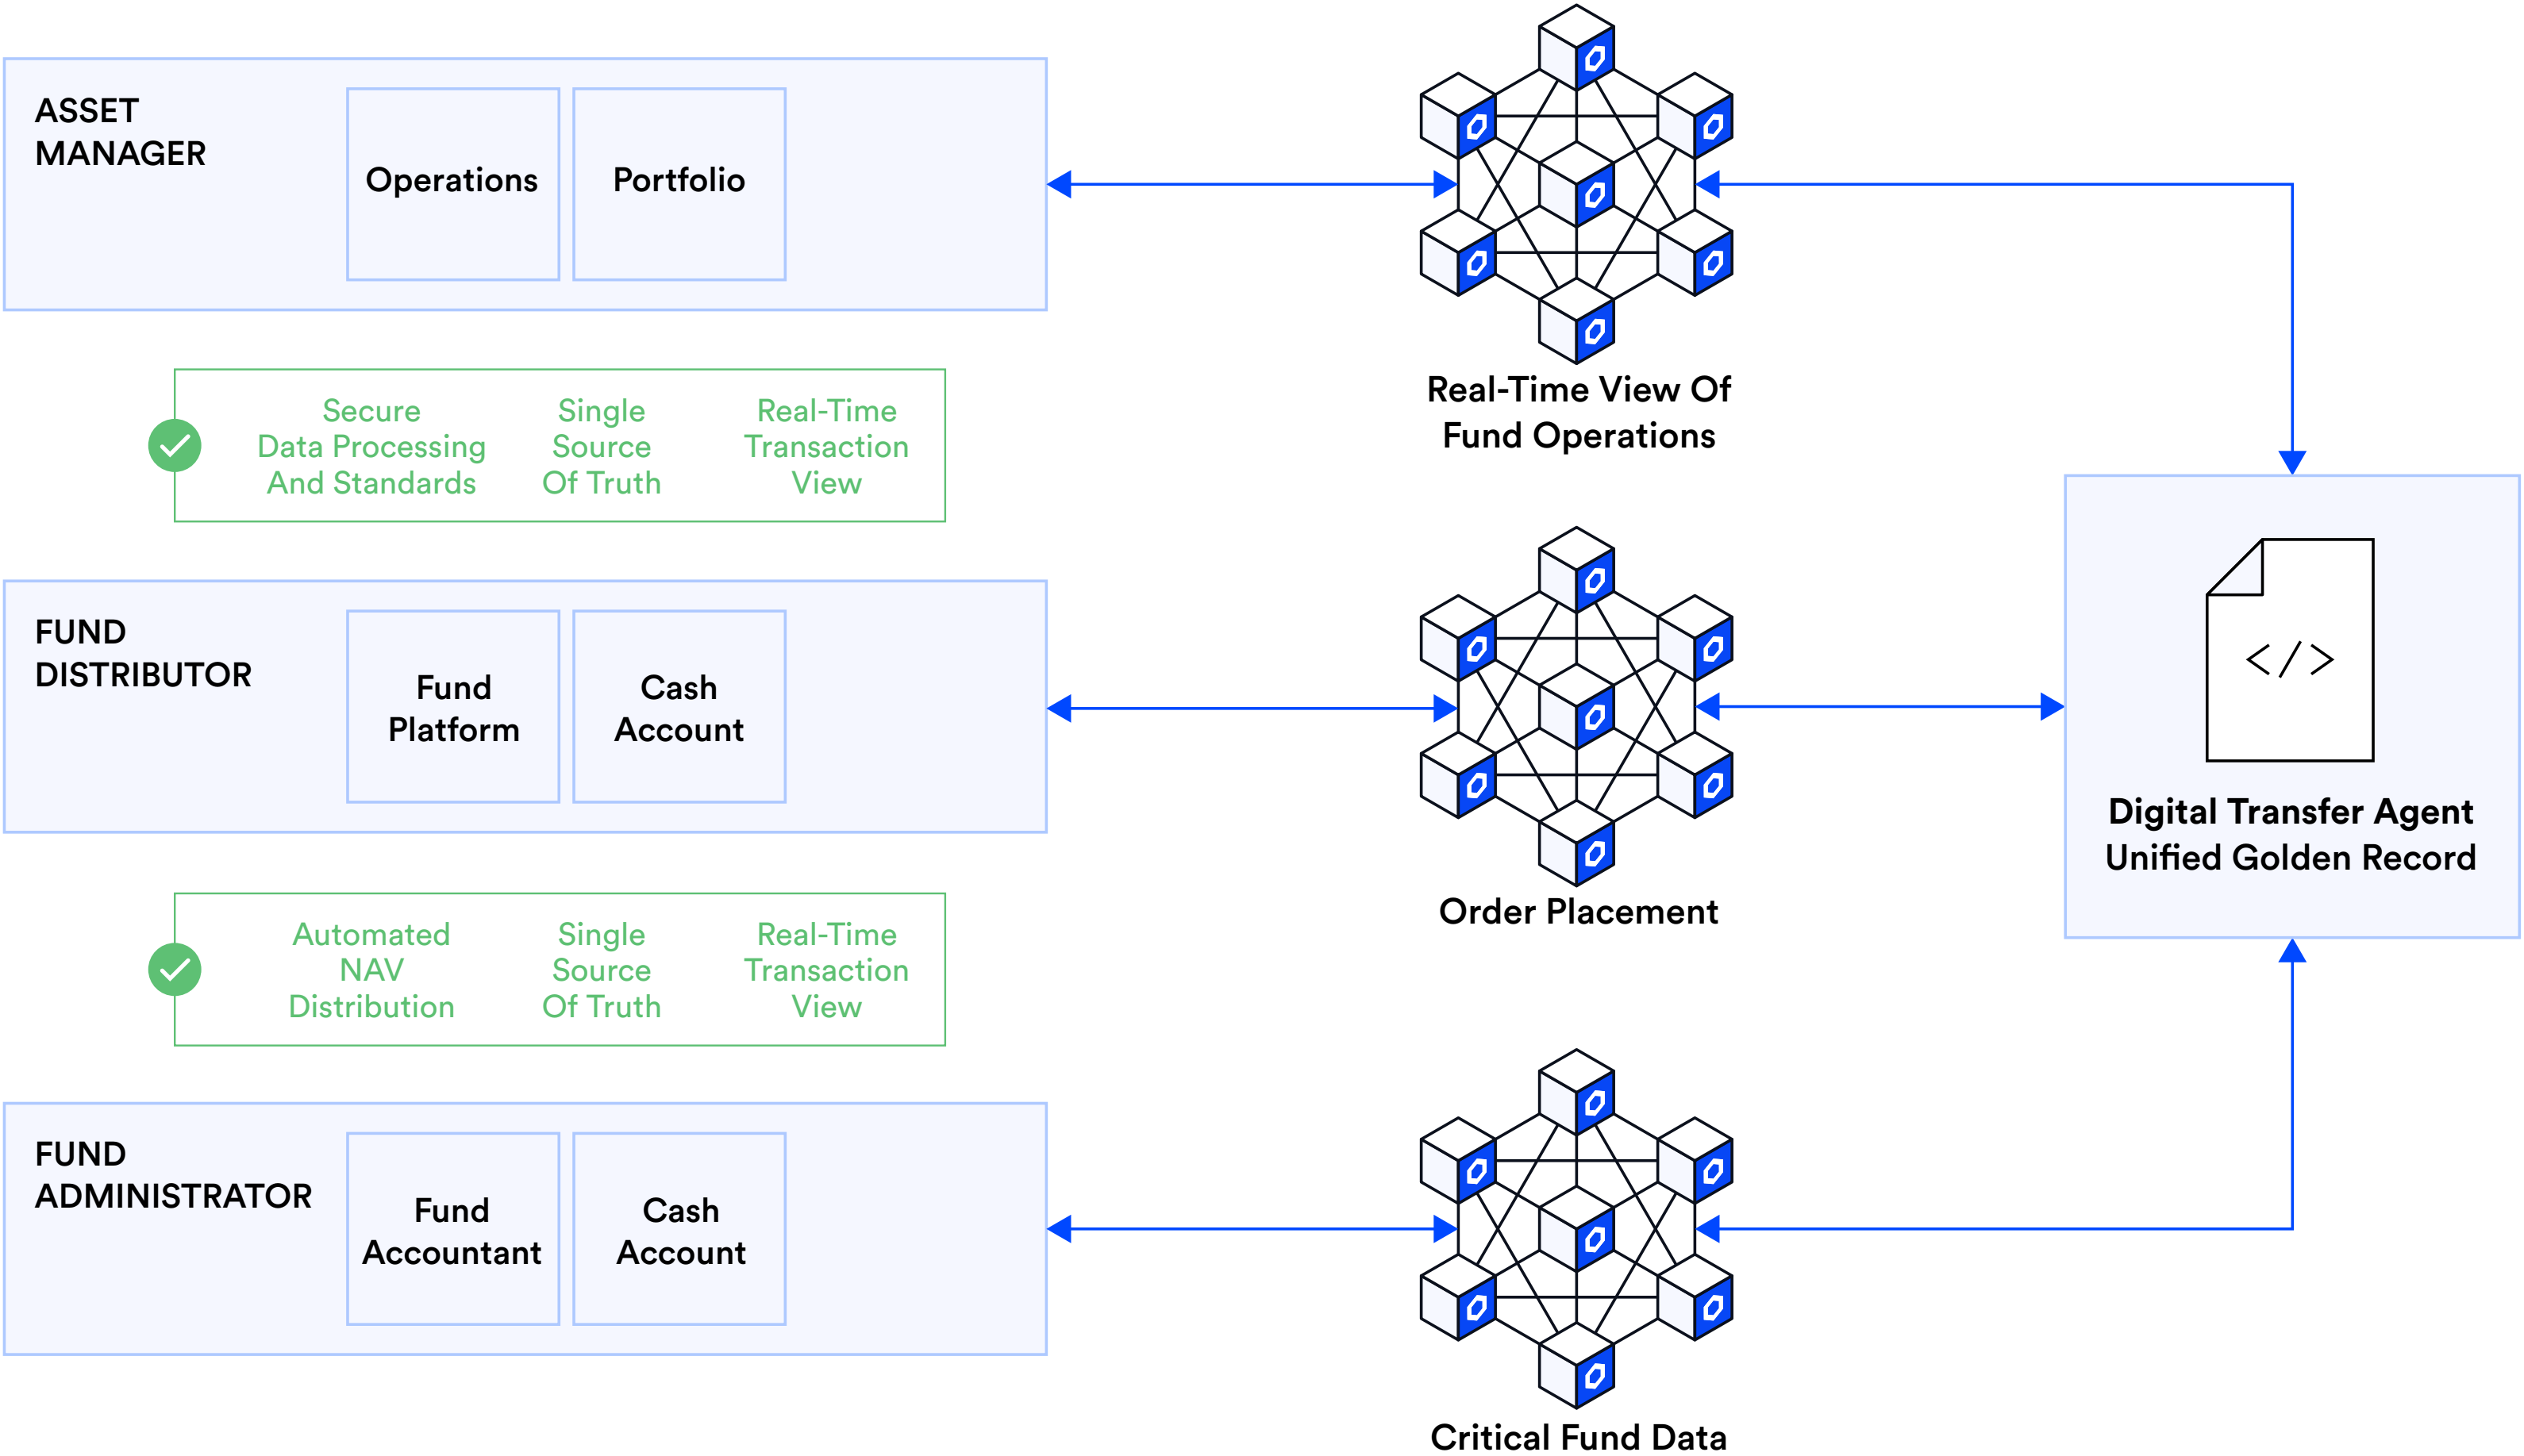 ASSET
MANAGER
Operations
Portfolio
Real-Time View Of
Fund Operations
Secure
Data Processing
And Standards
Single
Source
Of Truth
Real-Time
Transaction
View
FUND
DISTRIBUTOR
Fund
Platform
Cash
Account
Order Placement
</>
Digital Transfer Agent
Unified Golden Record
Automated
NAV
Distribution
Single
Source
Of Truth
Real-Time
Transaction
View
FUND
ADMINISTRATOR
Fund
Accountant
Cash
Account
Critical Fund Data